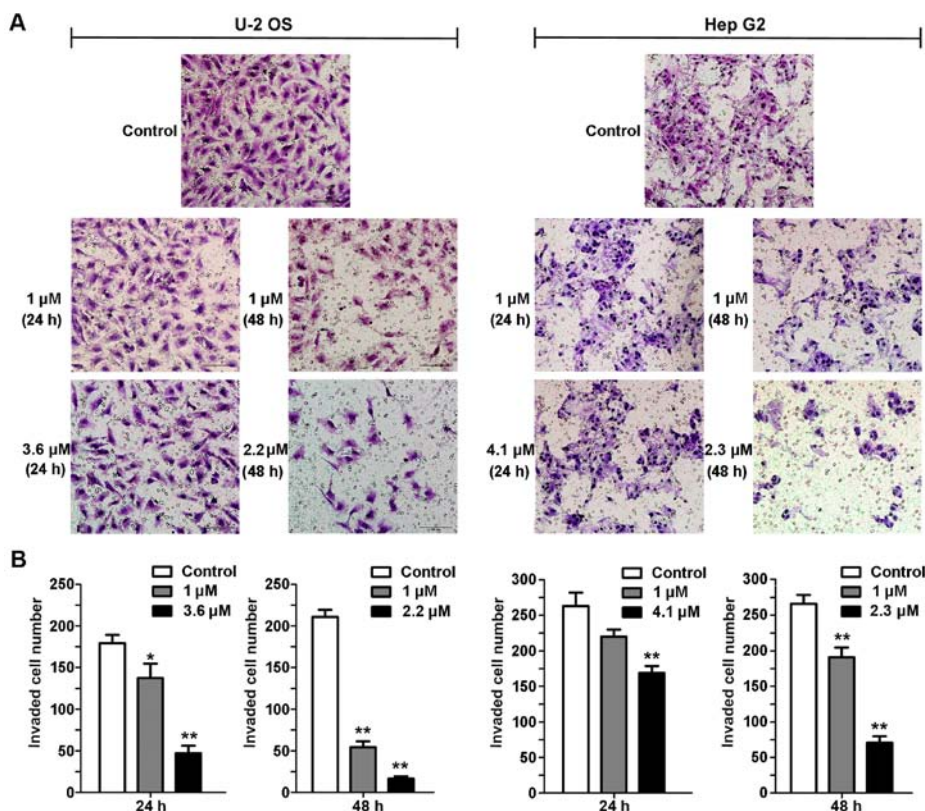 A
U-2 OS
Hep G2
Control
Control
1 μM
(24 h)
1 μM
(48 h)
1 μM
(24 h)
1 μM
(48 h)
3.6 μM
(24 h)
2.2 μM
(48 h)
4.1 μM
(24 h)
2.3 μM
(48 h)
B
Control
1 μM
3.6 μM
Invaded cell number
250
200
150
100
50
0
*
**
24 h
Control
1 μM
2.2 μM
Invaded cell number
250
200
150
100
50
0
**
**
48 h
Control
1 μM
4.1 μM
Invaded cell number
300
250
200
150
100
50
0
**
24 h
Control
1 μM
2.3 μM
Invaded cell number
300
250
200
150
100
50
0
**
**
48 h